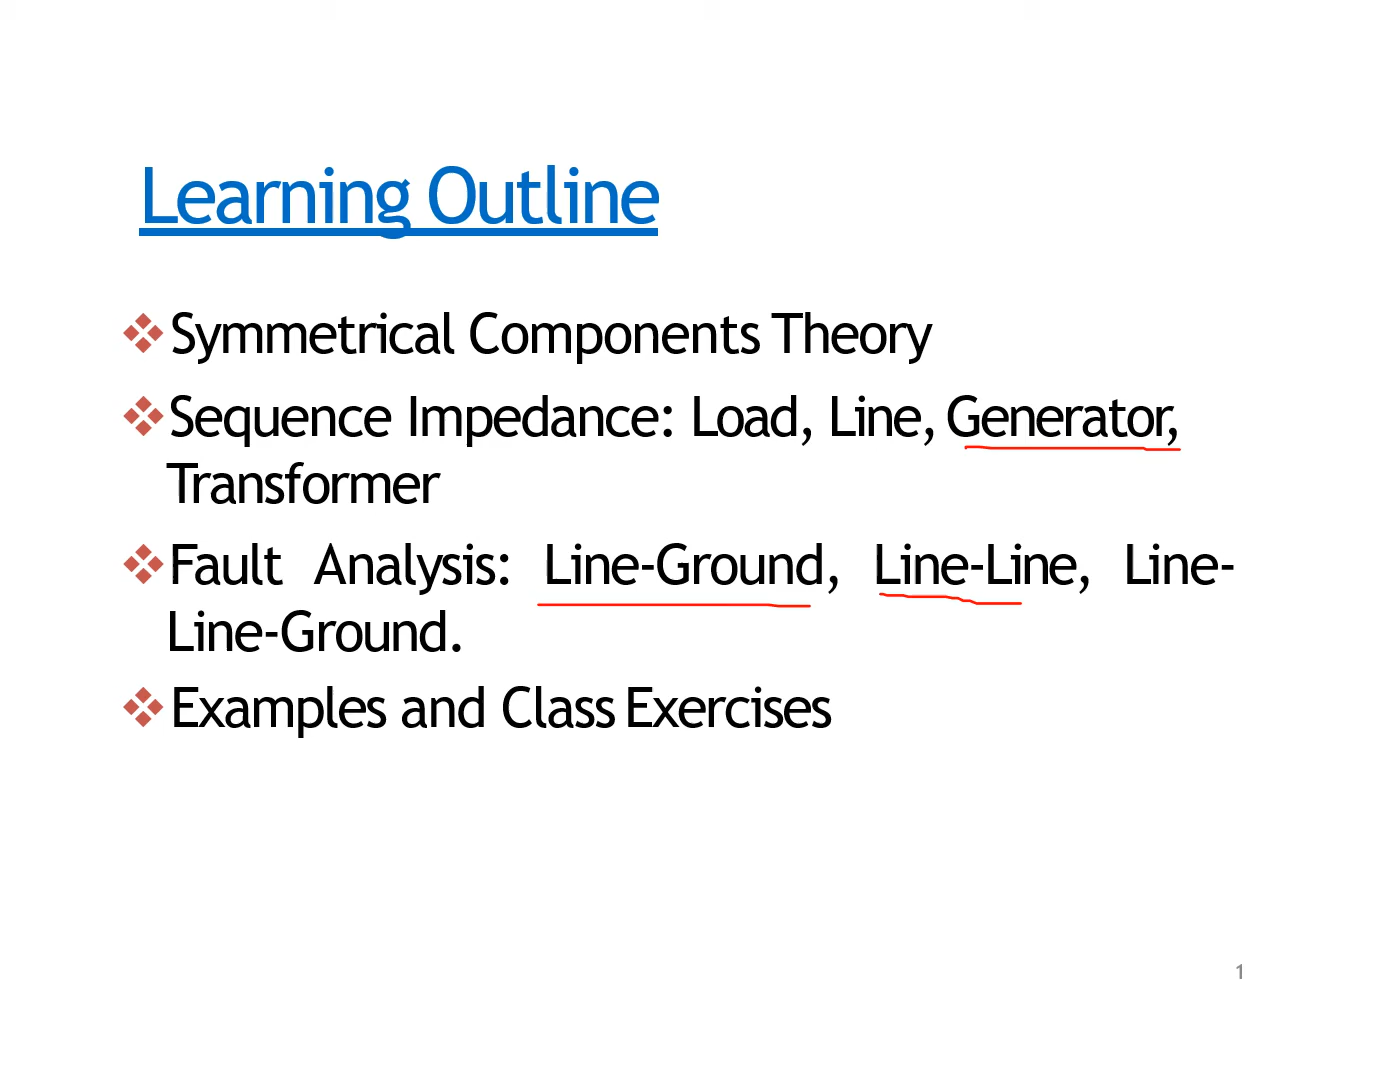 Learning Outline
❖Symmetrical Components Theory
❖Sequence Impedance: Load, Line, Generator,
Transformer
❖Fault Analysis: Line-Ground, Line-Line, Line-
Line-Ground.
❖Examples and Class Exercises
1